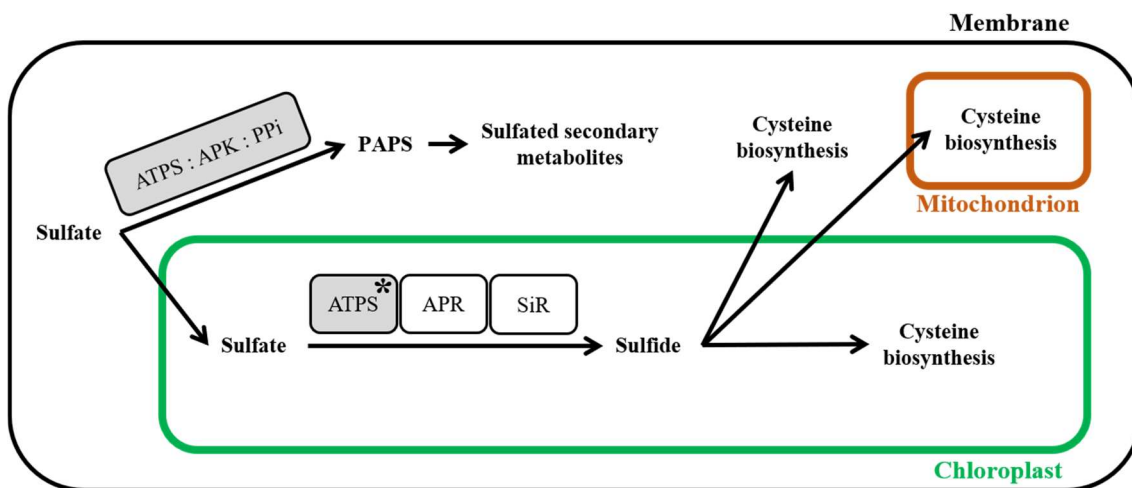 Membrane
ATPS : APK : PPi
PAPS
Sulfated secondary
metabolites
Cysteine
biosynthesis
Cysteine
biosynthesis
Mitochondrion
Sulfate
ATPS*
APR
SiR
Sulfate
Sulfide
Cysteine
biosynthesis
Chloroplast